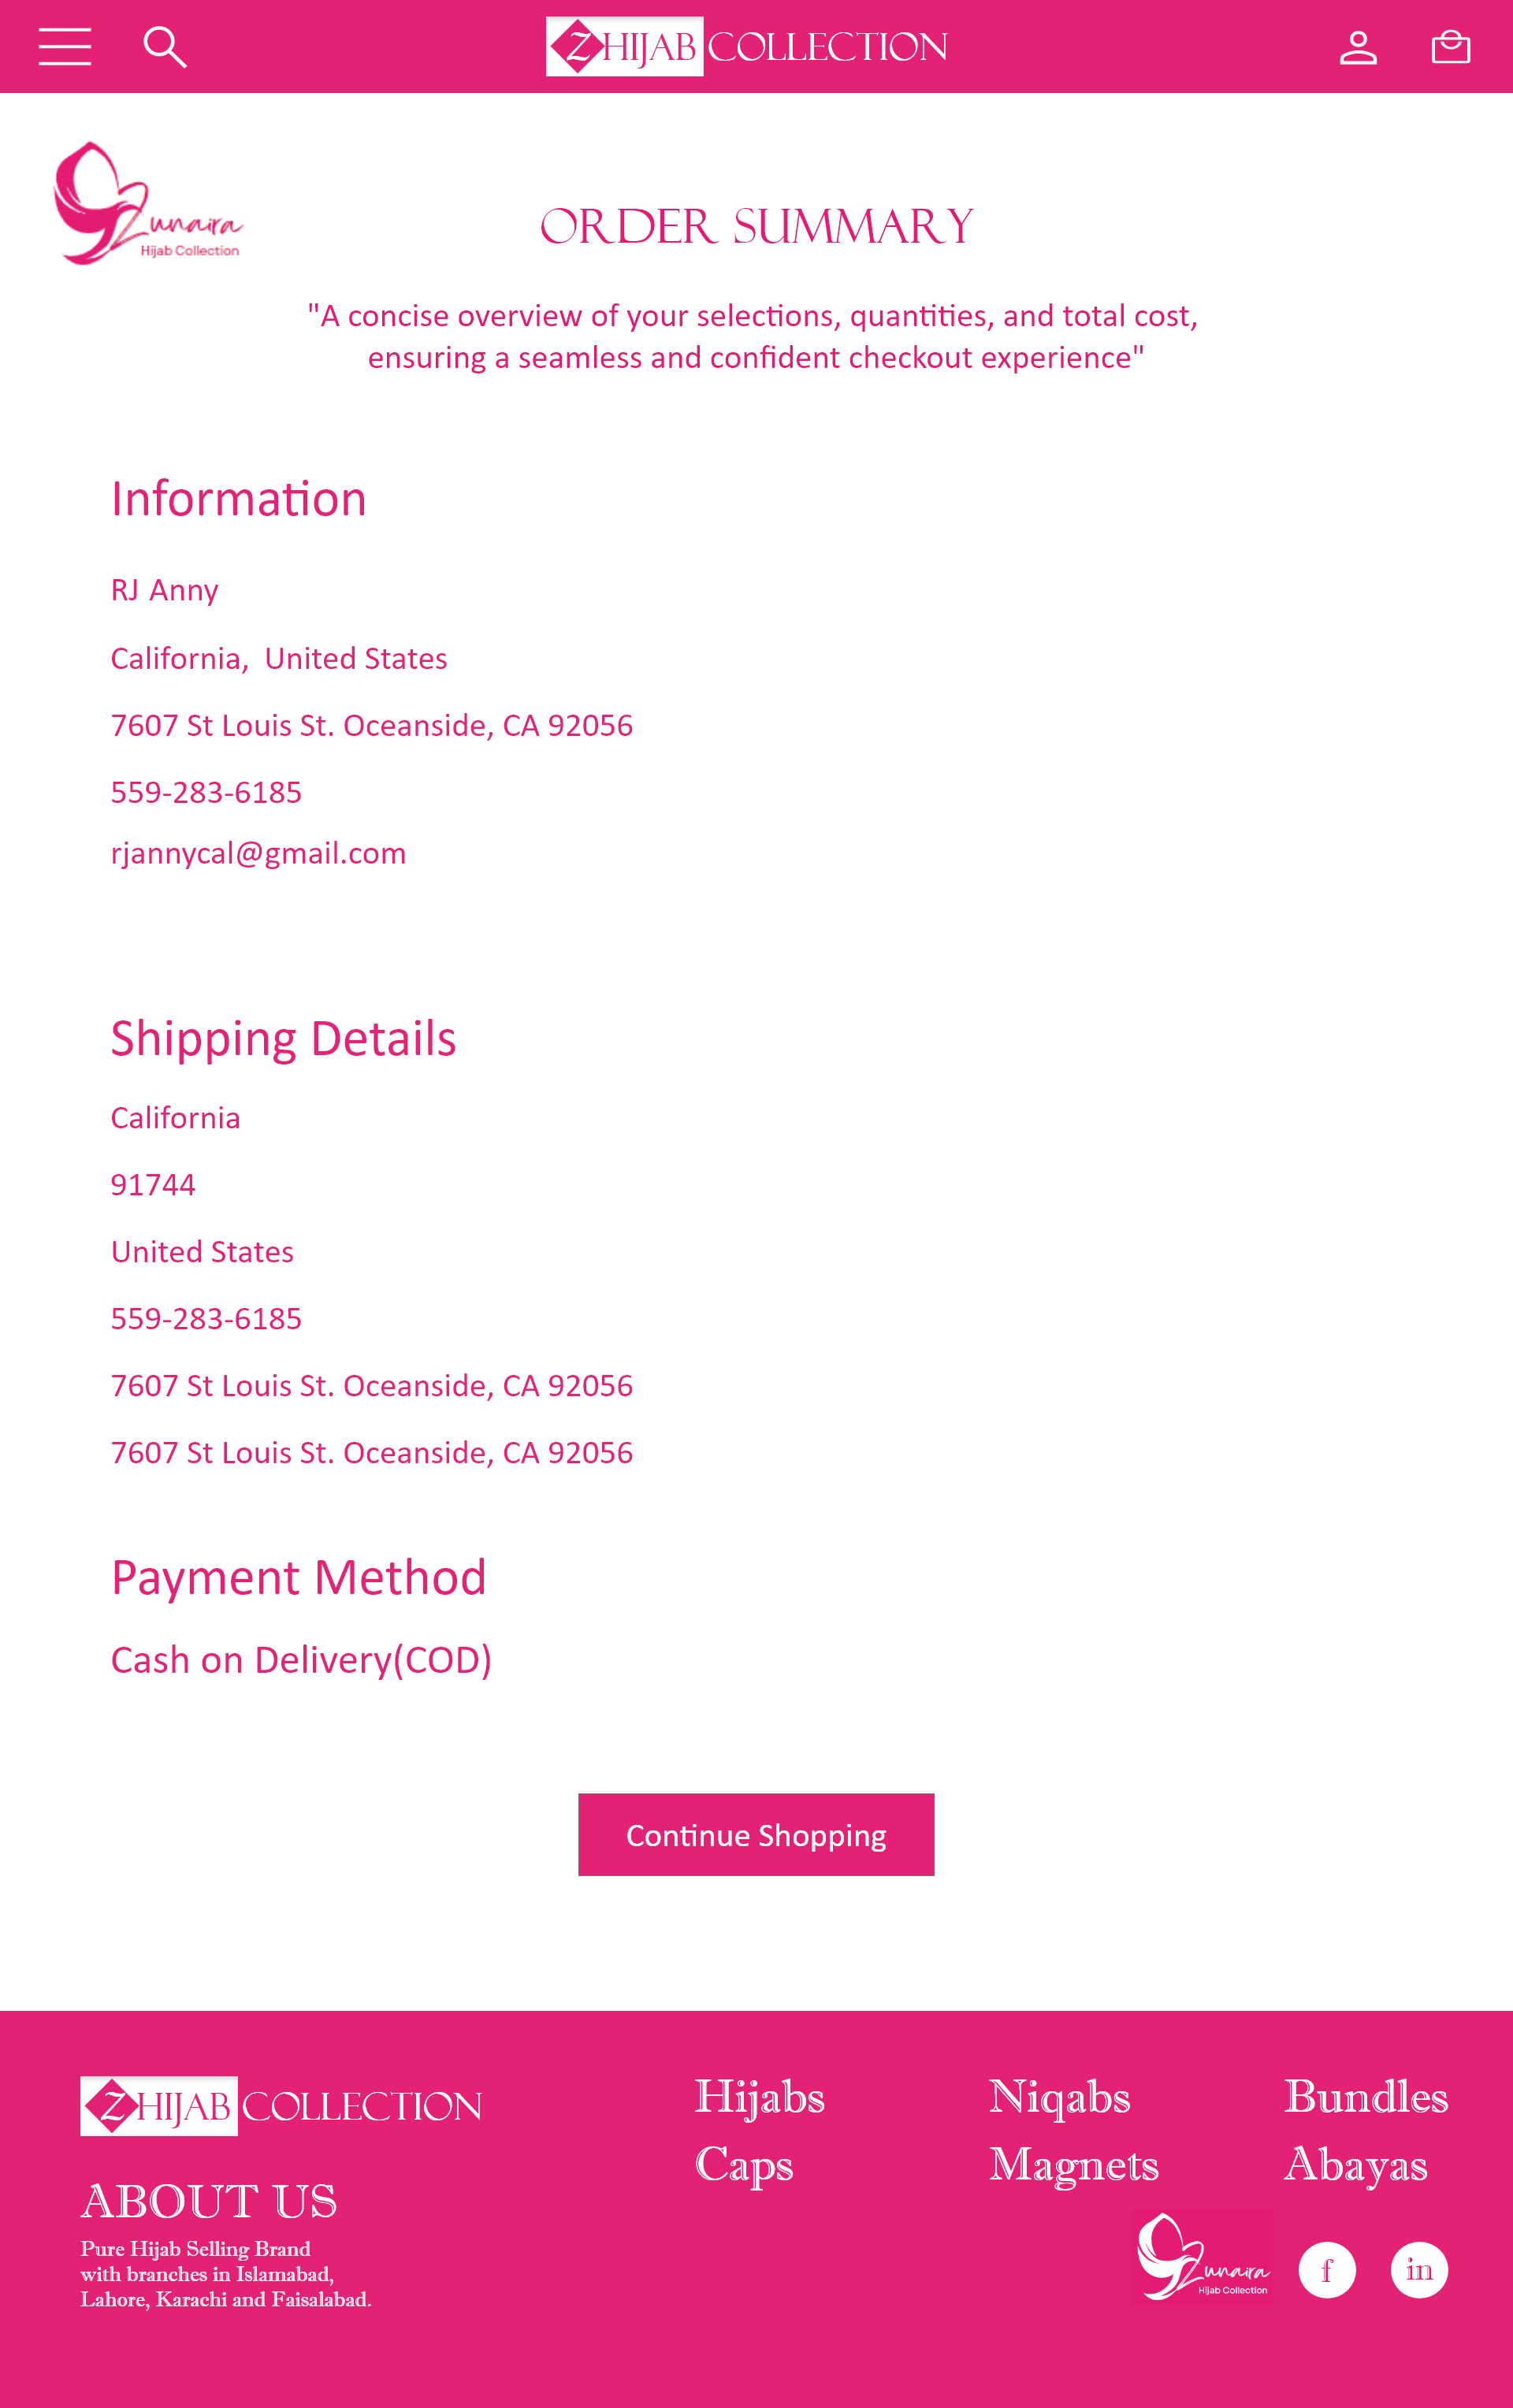 ZHIJAB COLLECTION
Zunaira
Hijab Collection
ORDER SUMMARY
"A concise overview of your selections, quantities, and total cost,
ensuring a seamless and confident checkout experience"
Information
RJ Anny
California, United States
7607 St Louis St. Oceanside, CA 92056
559-283-6185
rjannycal@gmail.com
Shipping Details
California
91744
United States
559-283-6185
7607 St Louis St. Oceanside, CA 92056
7607 St Louis St. Oceanside, CA 92056
Payment Method
Cash on Delivery(COD)
Continue Shopping
ZHIJAB COLLECTION
Hijabs
Niqabs
Bundles
Caps
Magnets
Abayas
ABOUT US
Pure Hijab Selling Brand
with branches in Islamabad,
Lahore, Karachi and Faisalabad.
Zunaira
Hijab Collection
f
in